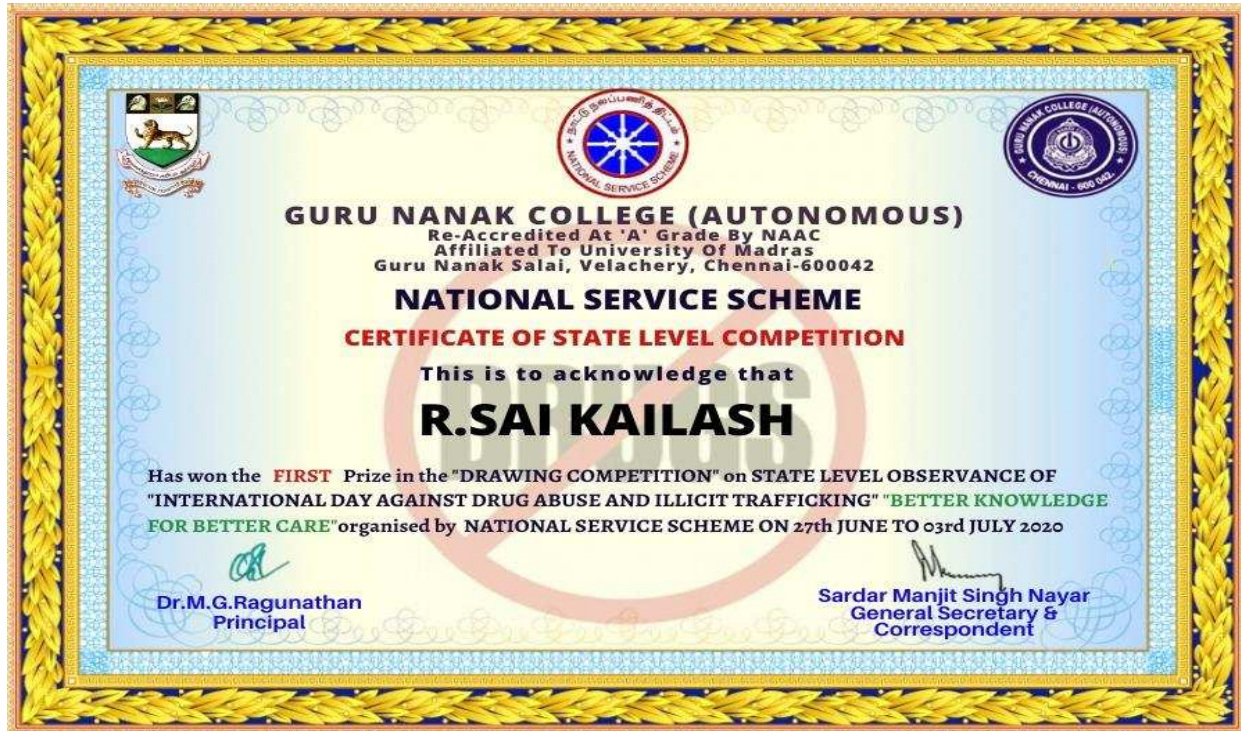 நாட்டு நலப்பணித் திட்டம்
NATIONAL SERVICE SCHEME
GURU NANAK COLLEGE (AUTONOMOUS)
CHENNAI - 600 042.
GURU NANAK COLLEGE (AUTONOMOUS)
Re-Accredited At 'A' Grade By NAAC
Affiliated To University Of Madras
Guru Nanak Salai, Velachery, Chennai-600042
NATIONAL SERVICE SCHEME
CERTIFICATE OF STATE LEVEL COMPETITION
This is to acknowledge that
DRUGS
R.SAI KAILASH
Has won the FIRST Prize in the "DRAWING COMPETITION" on STATE LEVEL OBSERVANCE OF
"INTERNATIONAL DAY AGAINST DRUG ABUSE AND ILLICIT TRAFFICKING" "BETTER KNOWLEDGE
FOR BETTER CARE"organised by NATIONAL SERVICE SCHEME ON 27th JUNE TO 03rd JULY 2020
Dr.M.G.Ragunathan
Principal
Sardar Manjit Singh Nayar
General Secretary &
Correspondent